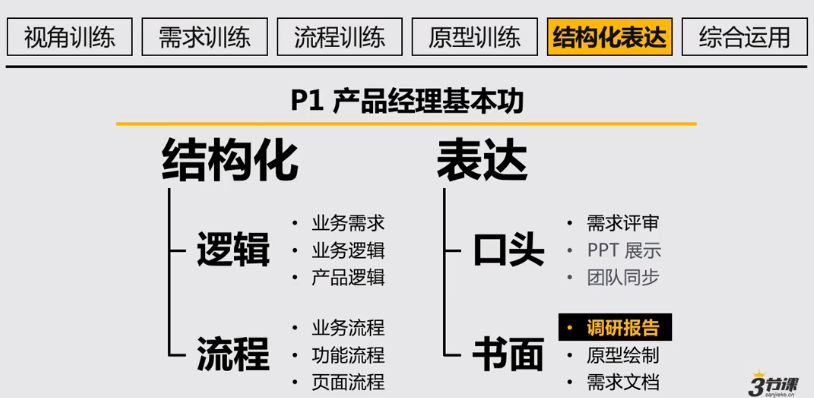 视角训练
需求训练
流程训练
原型训练
结构化表达
综合运用
P1 产品经理基本功
结构化
逻辑
• 业务需求
• 业务逻辑
• 产品逻辑
流程
• 业务流程
• 功能流程
• 页面流程
表达
口头
• 需求评审
• PPT 展示
• 团队同步
书面
• 调研报告
• 原型绘制
• 需求文档
3节课
sanjieke.cn